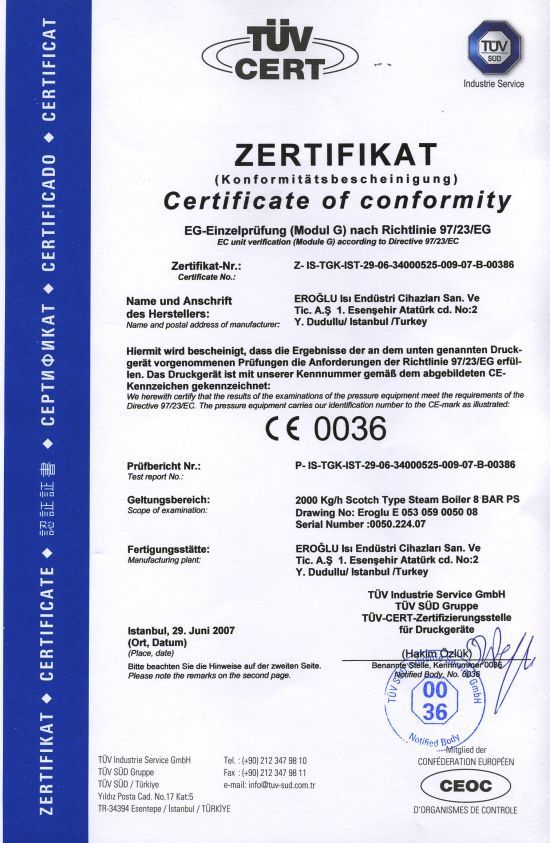 ZERTIFIKAT ◆ CERTIFICATE ◆ 認証証書 ◆ СЕРТИФИКАТ ◆ CERTIFICADO ◆ CERTIFICAT
TÜV
CERT
TÜV
SÜD
Industrie Service
ZERTIFIKAT
(Konformitätsbescheinigung)
Certificate of conformity
EG-Einzelprüfung (Modul G) nach Richtlinie 97/23/EG
EC unit verification (Module G) according to Directive 97/23/EC
Zertifikat-Nr.: Z- IS-TGK-IST-29-06-34000525-009-07-B-00386
Certificate No.:
Name und Anschrift EROĞLU Isı Endüstri Cihazları San. Ve
des Herstellers: Tic. A.Ş 1. Esenşehir Atatürk cd. No:2
Name and postal address of manufacturer: Y. Dudullu/ Istanbul /Turkey
Hiermit wird bescheinigt, dass die Ergebnisse der an dem unten genannten Druck-
gerät vorgenommenen Prüfungen die Anforderungen der Richtlinie 97/23/EG erfül-
len. Das Druckgerät ist mit unserer Kennnummer gemäß dem abgebildeten CE-
Kennzeichen gekennzeichnet:
We herewith certify that the results of the examinations of the pressure equipment meet the requirements of the
Directive 97/23/EC. The pressure equipment carries our identification number to the CE-mark as illustrated:
CE 0036
Prüfbericht Nr.: P- IS-TGK-IST-29-06-34000525-009-07-B-00386
Test report No.:
Geltungsbereich: 2000 Kg/h Scotch Type Steam Boiler 8 BAR PS
Scope of examination: Drawing No: Eroglu E 053 059 0050 08
Serial Number :0050.224.07
Fertigungsstätte: EROĞLU Isı Endüstri Cihazları San. Ve
Manufacturing plant: Tic. A.Ş 1. Esenşehir Atatürk cd. No:2
Y. Dudullu/ Istanbul /Turkey
TÜV Industrie Service GmbH
TÜV SÜD Gruppe
TÜV-CERT-Zertifizierungsstelle
für Druckgeräte
Istanbul, 29. Juni 2007
(Ort, Datum)
(Place, date)
(Hakim Özlük)
Bitte beachten Sie die Hinweise auf der zweiten Seite.
Please note the remarks on the second page.
Benannte Stelle, Kennnummer 0036
Notified Body, No. 0036
00
36
Notified Body
TÜV Industrie Service GmbH
TÜV SÜD Gruppe
TÜV SÜD / Türkiye
Yıldız Posta Cad. No.17 Kat:5
TR-34394 Esentepe / İstanbul / TÜRKİYE
Tel. : (+90) 212 347 98 10
Fax : (+90) 212 347 98 11
e-mail: info@tuv-sud.com.tr
Mitglied der
CONFÉDÉRATION EUROPÉEN
CEOC
D'ORGANISMES DE CONTROLE